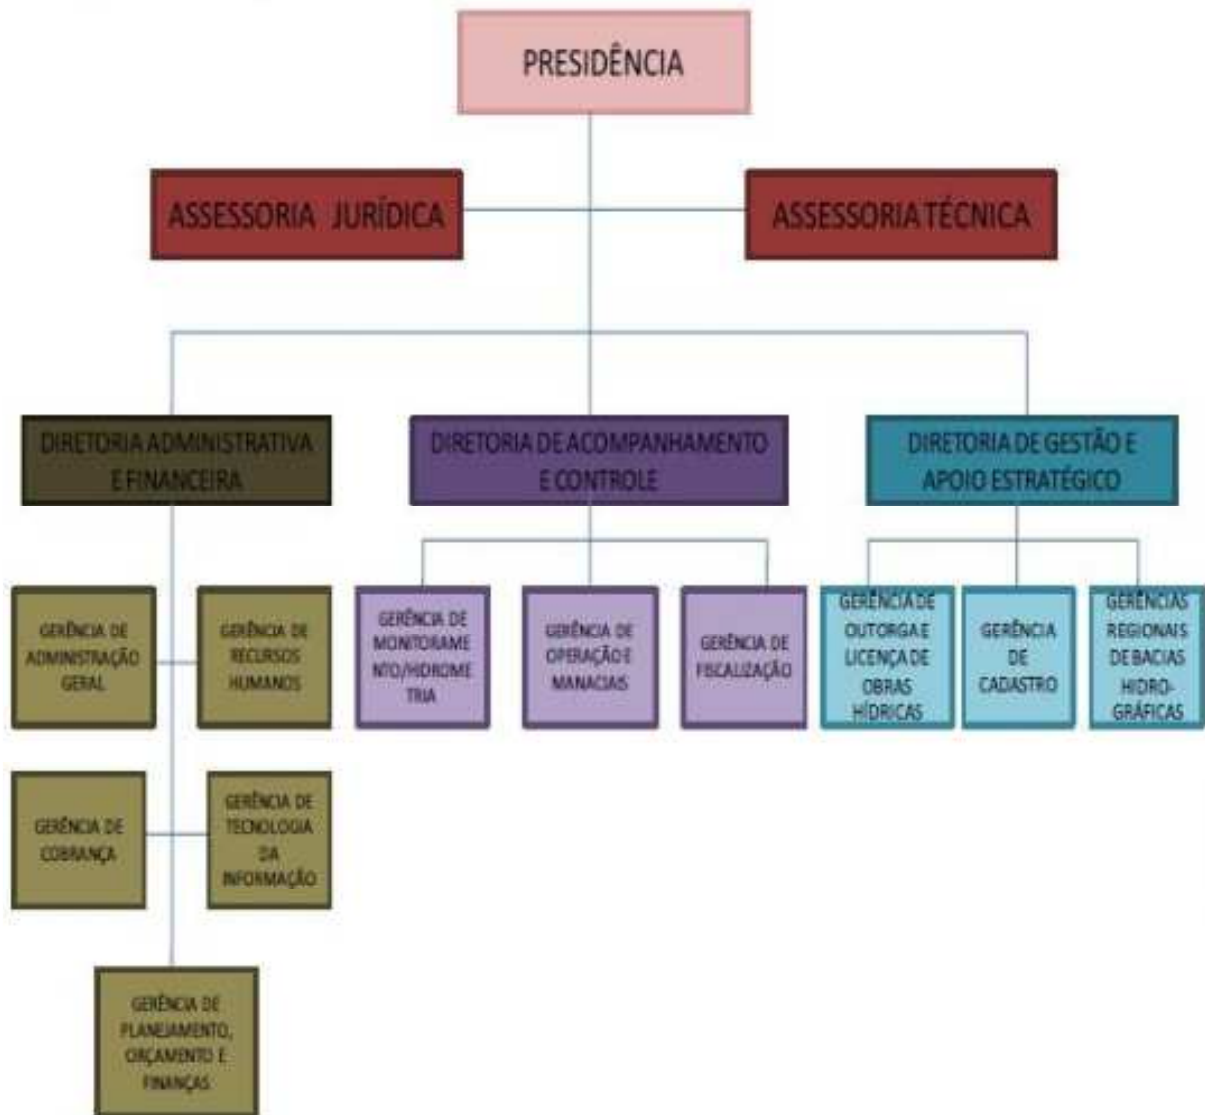 PRESIDÊNCIA
ASSESSORIA JURÍDICA
ASSESSORIA TÉCNICA
DIRETORIA ADMINISTRATIVA
E FINANCEIRA
DIRETORIA DE ACOMPANHAMENTO
E CONTROLE
DIRETORIA DE GESTÃO E
APOIO ESTRATÉGICO
GERÊNCIA DE
ADMINISTRAÇÃO
GERAL
GERÊNCIA DE
RECURSOS
HUMANOS
GERÊNCIA DE
MONITORAME
NTO/HIDROME
TRIA
GERÊNCIA DE
OPERAÇÃO E
MANACIAIS
GERÊNCIA DE
FISCALIZAÇÃO
GERÊNCIA DE
OUTORGA E
LICENÇA DE
OBRAS
HÍDRICAS
GERÊNCIA
DE
CADASTRO
GERÊNCIAS
REGIONAIS
DE BACIAS
HIDRO-
GRÁFICAS
GERÊNCIA DE
COBRANÇA
GERÊNCIA DE
TECNOLOGIA
DA
INFORMAÇÃO
GERÊNCIA DE
PLANEJAMENTO,
ORÇAMENTO E
FINANÇAS